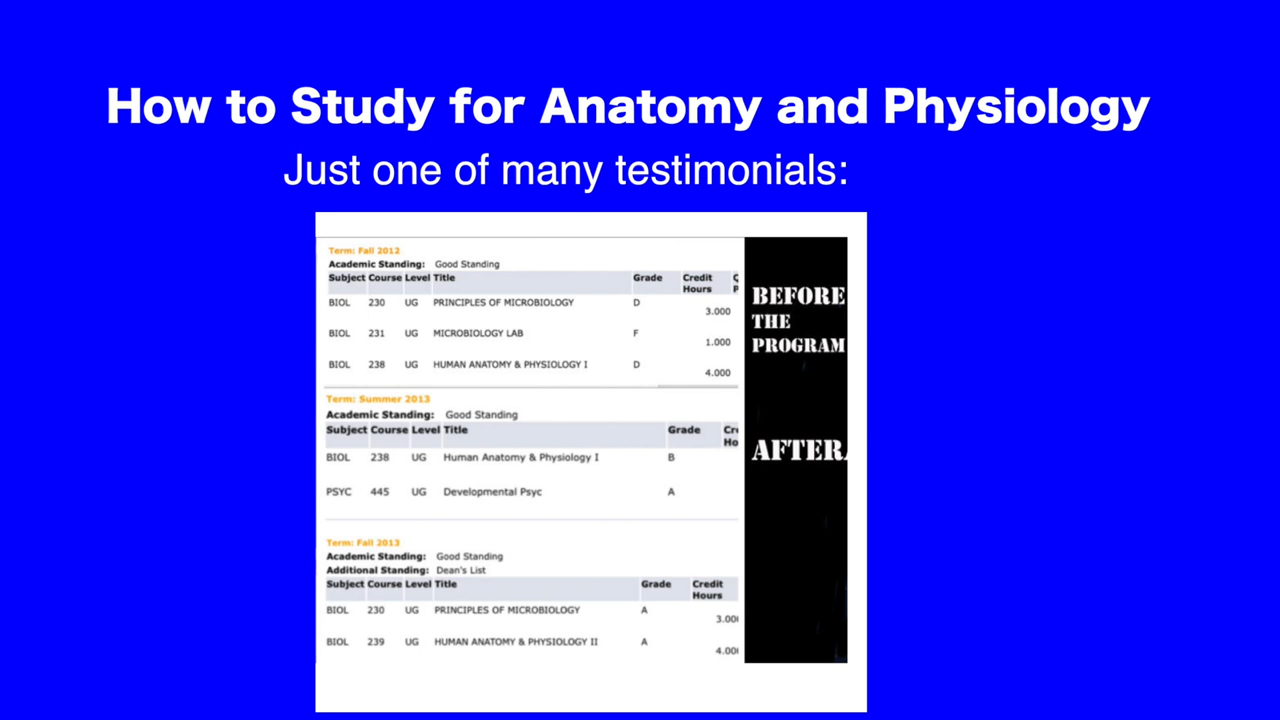 How to Study for Anatomy and Physiology
Just one of many testimonials:
Term: Fall 2012
Academic Standing: Good Standing
Subject Course Level Title Grade Credit Hours
BIOL 230 UG PRINCIPLES OF MICROBIOLOGY D 3.000
BIOL 231 UG MICROBIOLOGY LAB F 1.000
BIOL 238 UG HUMAN ANATOMY & PHYSIOLOGY I D 4.000
BEFORE
THE
PROGRAM
Term: Summer 2013
Academic Standing: Good Standing
Subject Course Level Title Grade
BIOL 238 UG Human Anatomy & Physiology I B
PSYC 445 UG Developmental Psyc A
AFTER
Term: Fall 2013
Academic Standing: Good Standing
Additional Standing: Dean's List
Subject Course Level Title Grade Credit Hours
BIOL 230 UG PRINCIPLES OF MICROBIOLOGY A 3.00
BIOL 239 UG HUMAN ANATOMY & PHYSIOLOGY II A 4.00